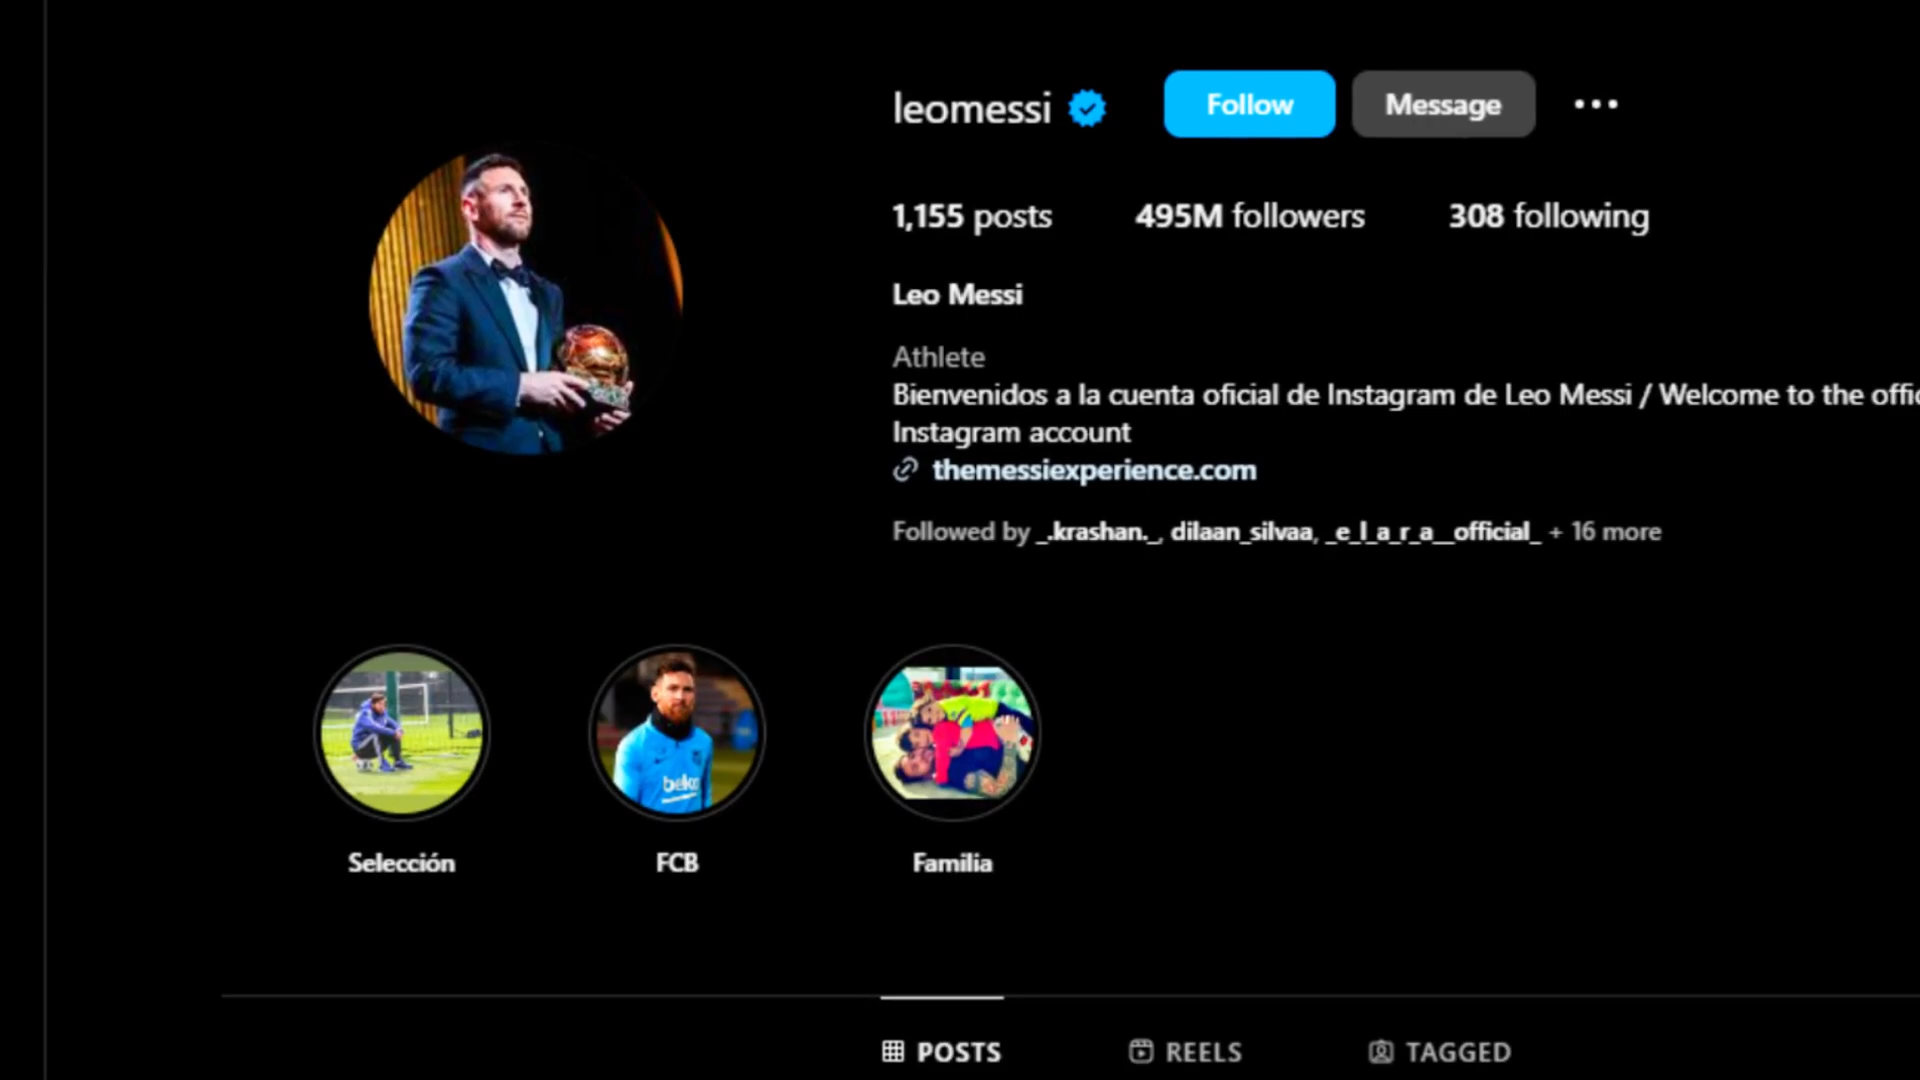 leomessi Follow Message
1,155 posts 495M followers 308 following
Leo Messi
Athlete
Bienvenidos a la cuenta oficial de Instagram de Leo Messi / Welcome to the
Instagram account
themessiexperience.com
Followed by _.krashan._, dilaan_silvaa, _e_l_a_r_a__official_ + 16 more
beko
Selección FCB Familia
POSTS REELS TAGGED